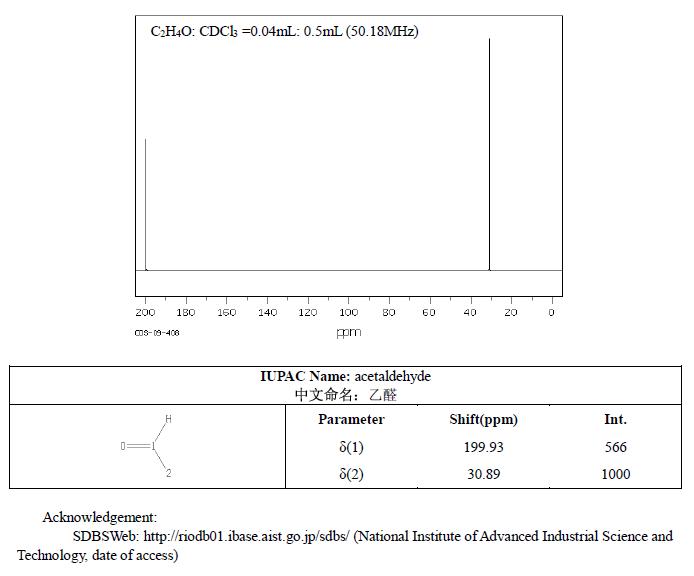 C₂H₄O: CDCl₃ =0.04mL: 0.5mL (50.18MHz)
200 180 160 140 120 100 80 60 40 20 0
CDS-09-408
ppm
IUPAC Name: acetaldehyde
中文命名：乙醛
Parameter Shift(ppm) Int.
H
O 1
2
δ(1) 199.93 566
δ(2) 30.89 1000
Acknowledgement:
SDBSWeb: http://riodb01.ibase.aist.go.jp/sdbs/ (National Institute of Advanced Industrial Science and
Technology, date of access)